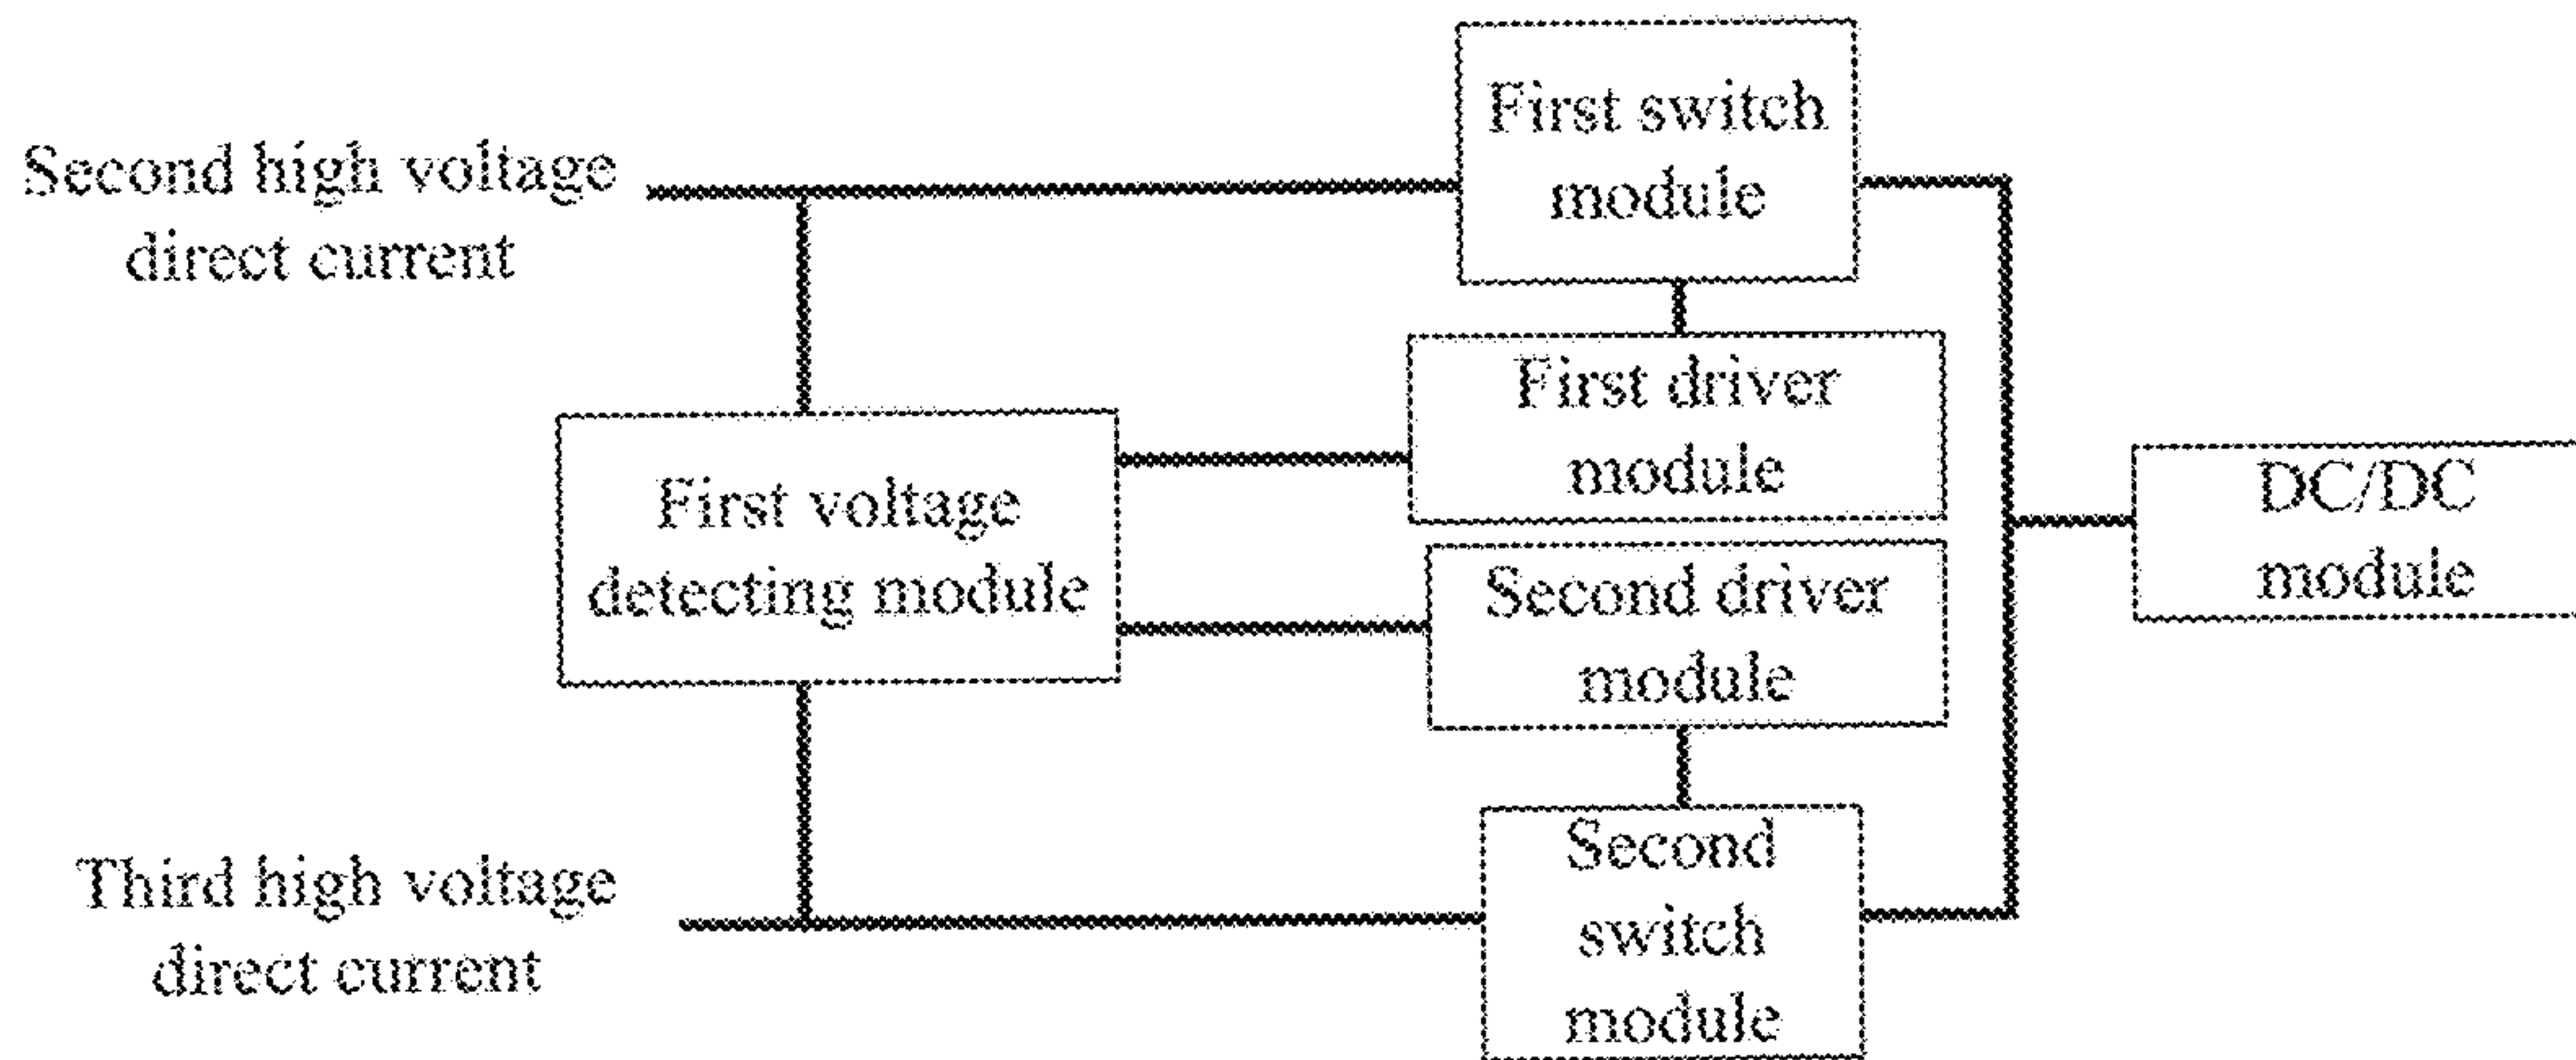 First switch
module
Second high voltage
direct current
First driver
module
First voltage
detecting module
DC/DC
module
Second driver
module
Third high voltage
direct current
Second
switch
module